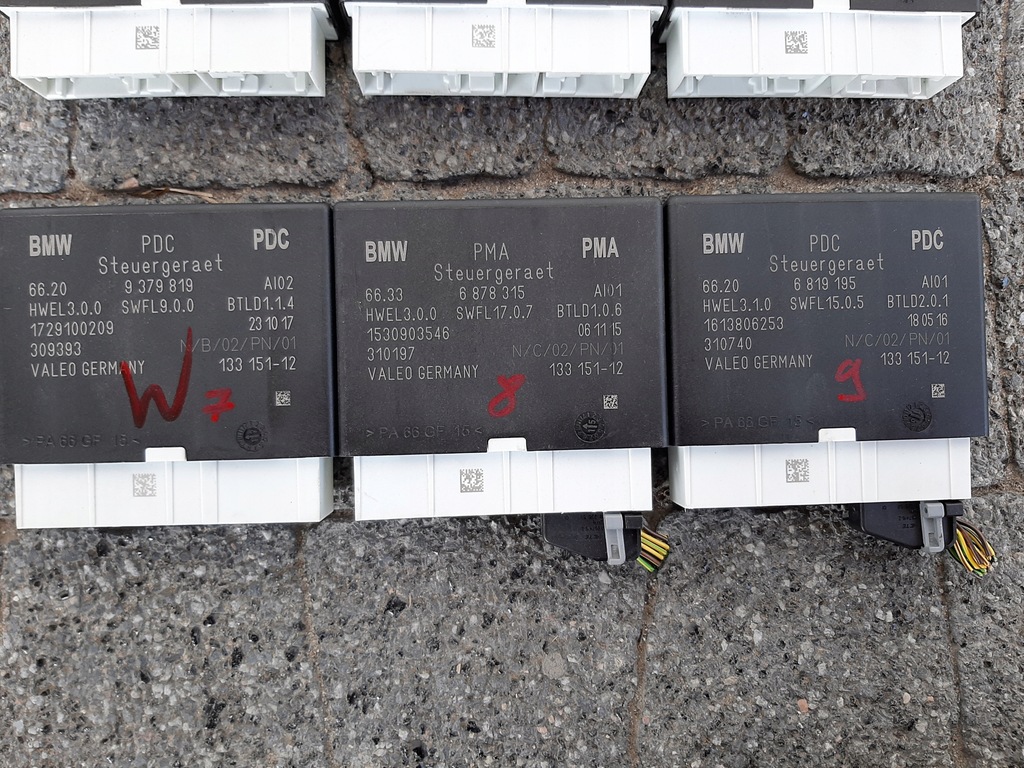 BMW PDC PDC
Steuergeraet
66.20 9 379 819 AI02
HWEL3.0.0 SWFL9.0.0 BTLD1.1.4
1729100209 23 10 17
309393 N/B/02/PN/01
VALEO GERMANY 133 151-12
W 7
>PA 66 GF 15<
BMW PMA PMA
Steuergeraet
66.33 6 878 315 AI01
HWEL3.0.0 SWFL17.0.7 BTLD1.0.6
1530903546 06 11 15
310197 N/C/02/PN/01
VALEO GERMANY 133 151-12
8
>PA 66 GF 15<
BMW PDC PDC
Steuergeraet
66.20 6 819 195 AI01
HWEL3.1.0 SWFL15.0.5 BTLD2.0.1
1613806253 18 05 16
310740 N/C/02/PN/01
VALEO GERMANY 133 151-12
9
>PA 66 GF 15<